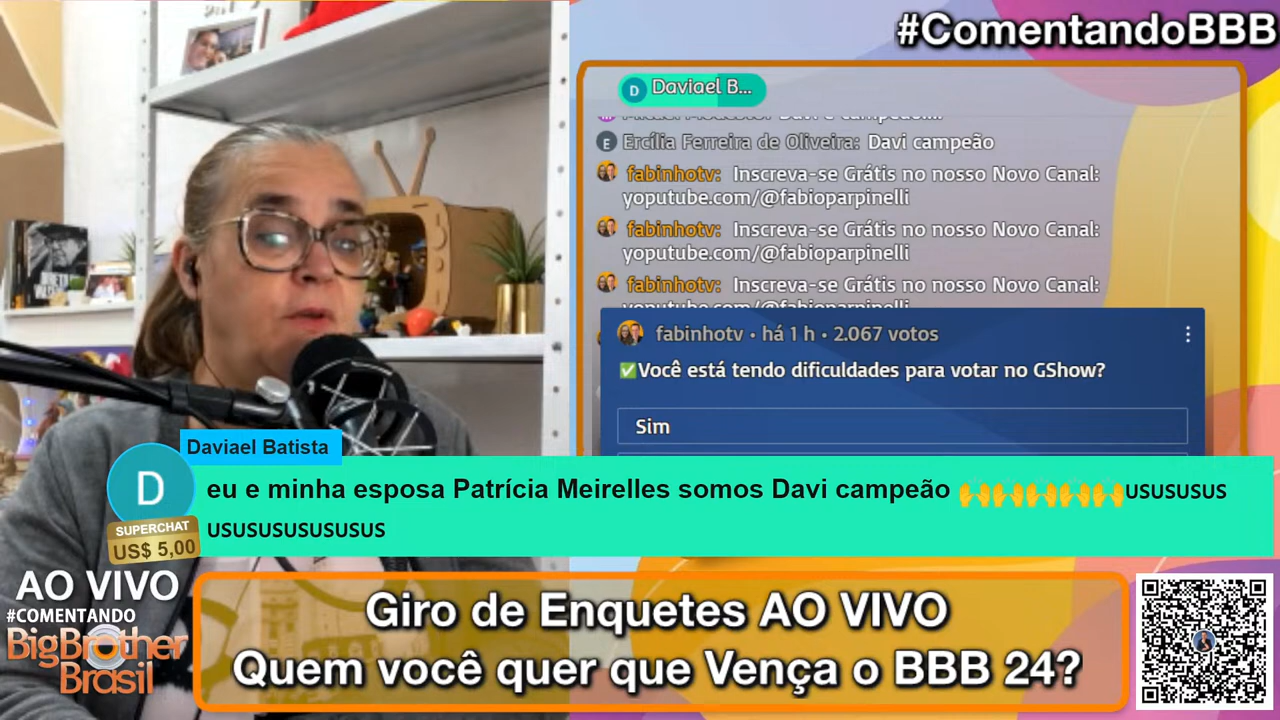 #ComentandoBBB
D Daviael B...
E Ercília Ferreira de Oliveira: Davi campeão
fabinhotv: Inscreva-se Grátis no nosso Novo Canal:
yoputube.com/@fabioparpinelli
fabinhotv: Inscreva-se Grátis no nosso Novo Canal:
yoputube.com/@fabioparpinelli
fabinhotv: Inscreva-se Grátis no nosso Novo Canal:
yoputube.com/@fabioparpinelli
fabinhotv • há 1 h • 2.067 votos
✅Você está tendo dificuldades para votar no GShow?
Sim
Daviael Batista
D
eu e minha esposa Patrícia Meirelles somos Davi campeão 🙌🙌🙌🙌🙌usususus
usususususususus
SUPERCHAT
US$ 5,00
AO VIVO
#COMENTANDO
BigBrother
Brasil
Giro de Enquetes AO VIVO
Quem você quer que Vença o BBB 24?